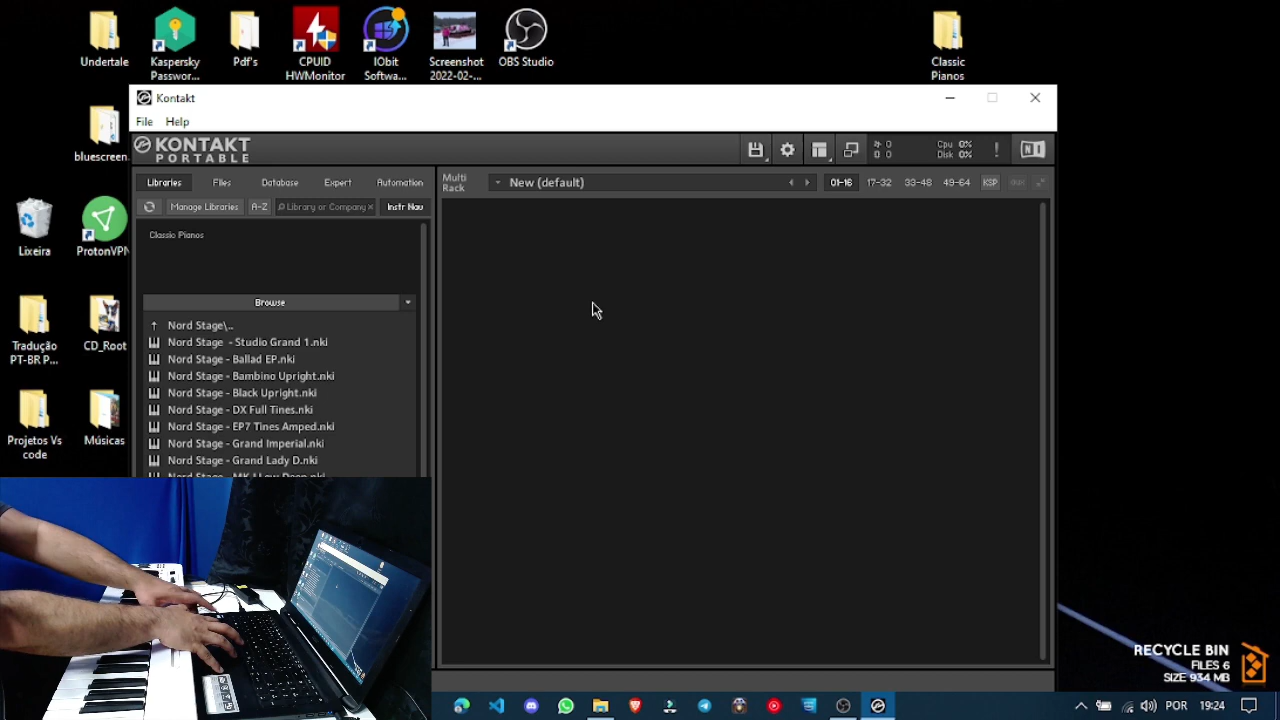 Undertale
Kaspersky
Passwor...
Pdf's
CPUID
HWMonitor
IObit
Softwa...
Screenshot
2022-02-...
OBS Studio
Classic
Pianos
bluescreen.
Lixeira
ProtonVPN
Tradução
PT-BR P...
CD_Root
Projetos Vs
code
Músicas
Kontakt
File Help
KONTAKT
PORTABLE
0
0
Cpu 0%
Disk 0%
!
Libraries Files Database Expert Automation
Manage Libraries A-Z Library or Company × Instr Nav
Classic Pianos
Browse
Nord Stage\..
Nord Stage  - Studio Grand 1.nki
Nord Stage - Ballad EP.nki
Nord Stage - Bambino Upright.nki
Nord Stage - Black Upright.nki
Nord Stage - DX Full Tines.nki
Nord Stage - EP7 Tines Amped.nki
Nord Stage - Grand Imperial.nki
Nord Stage - Grand Lady D.nki
Multi
Rack
New (default)
01-16 17-32 33-48 49-64 KSP
RECYCLE BIN
FILES 6
SIZE 934 MB
POR 19:24